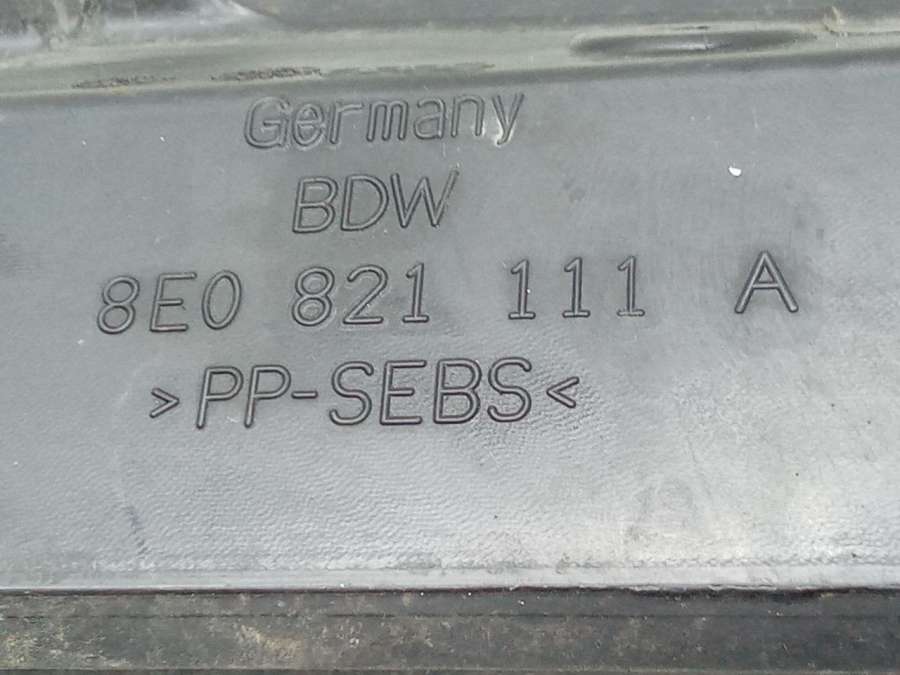 Germany
BDW
8E0 821 111 A
>PP-SEBS<